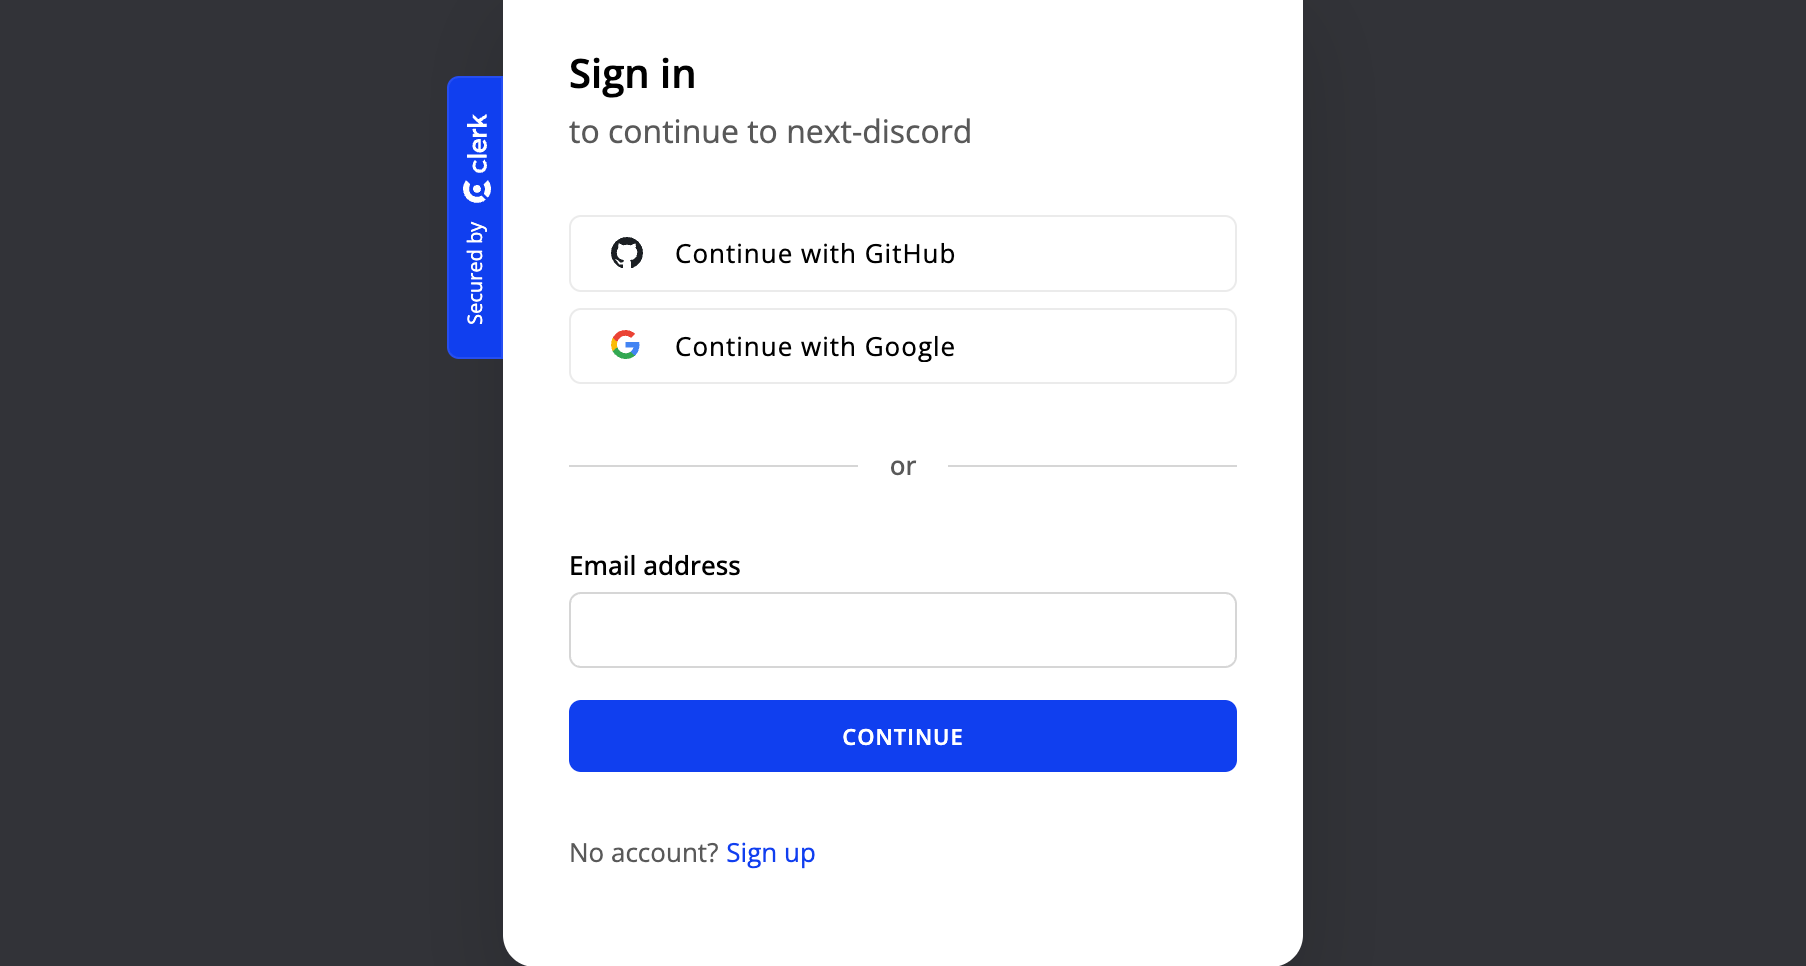 Sign in
to continue to next-discord
Secured by clerk
Continue with GitHub
Continue with Google
or
Email address
CONTINUE
No account? Sign up